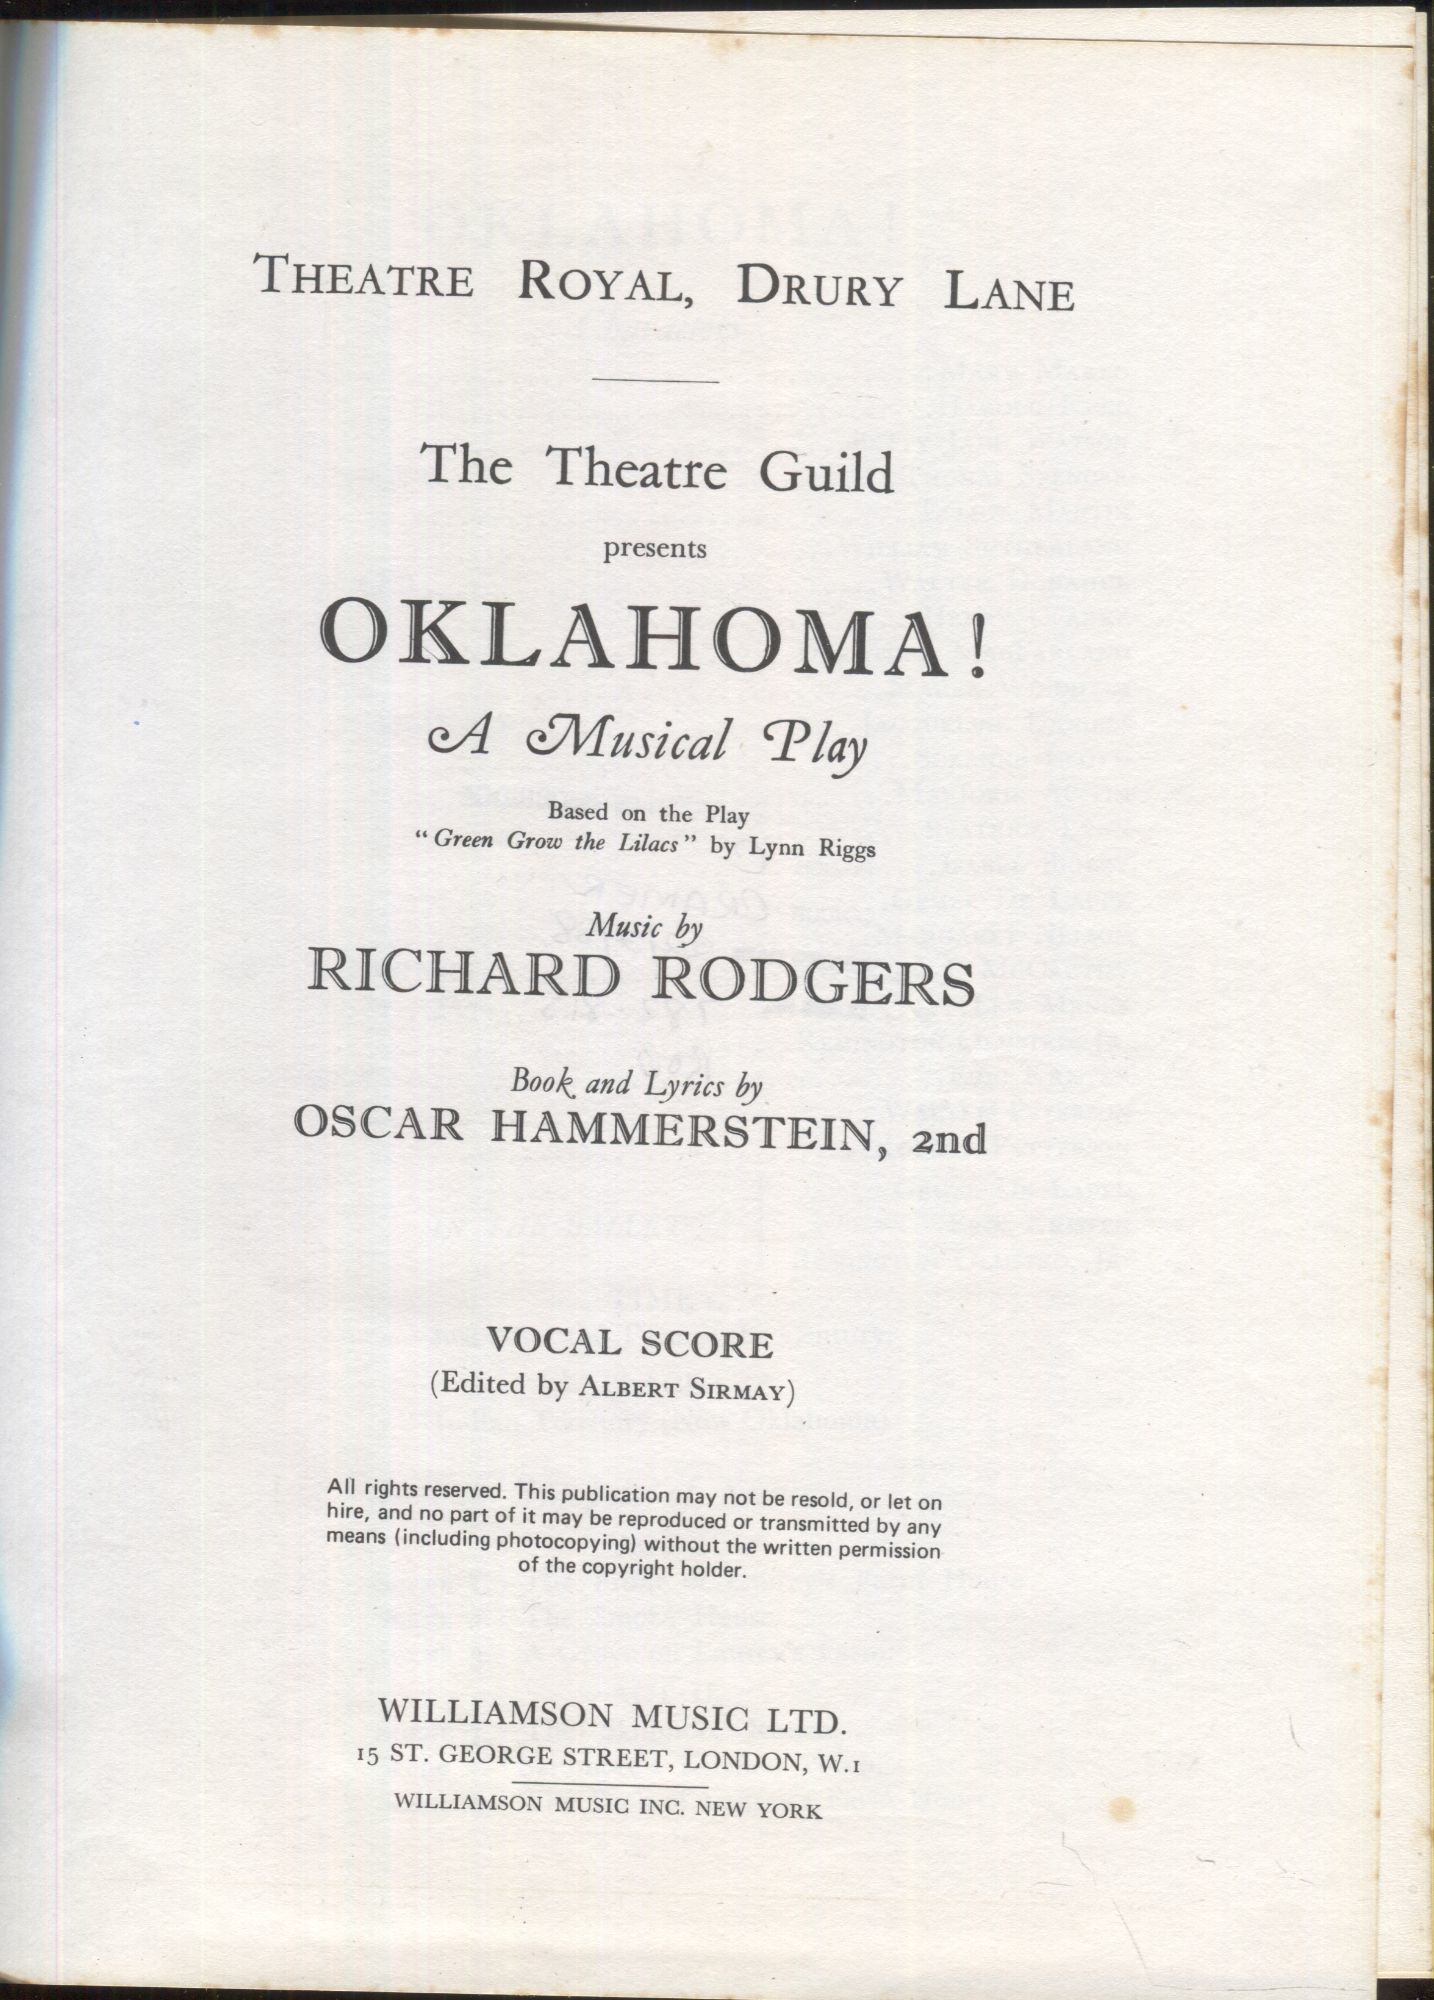 THEATRE ROYAL, DRURY LANE
The Theatre Guild
presents
OKLAHOMA!
A Musical Play
Based on the Play
“Green Grow the Lilacs” by Lynn Riggs
Music by
RICHARD RODGERS
Book and Lyrics by
OSCAR HAMMERSTEIN, 2nd
VOCAL SCORE
(Edited by ALBERT SIRMAY)
All rights reserved. This publication may not be resold, or let on
hire, and no part of it may be reproduced or transmitted by any
means (including photocopying) without the written permission
of the copyright holder.
WILLIAMSON MUSIC LTD.
15 ST. GEORGE STREET, LONDON, W.1
WILLIAMSON MUSIC INC. NEW YORK